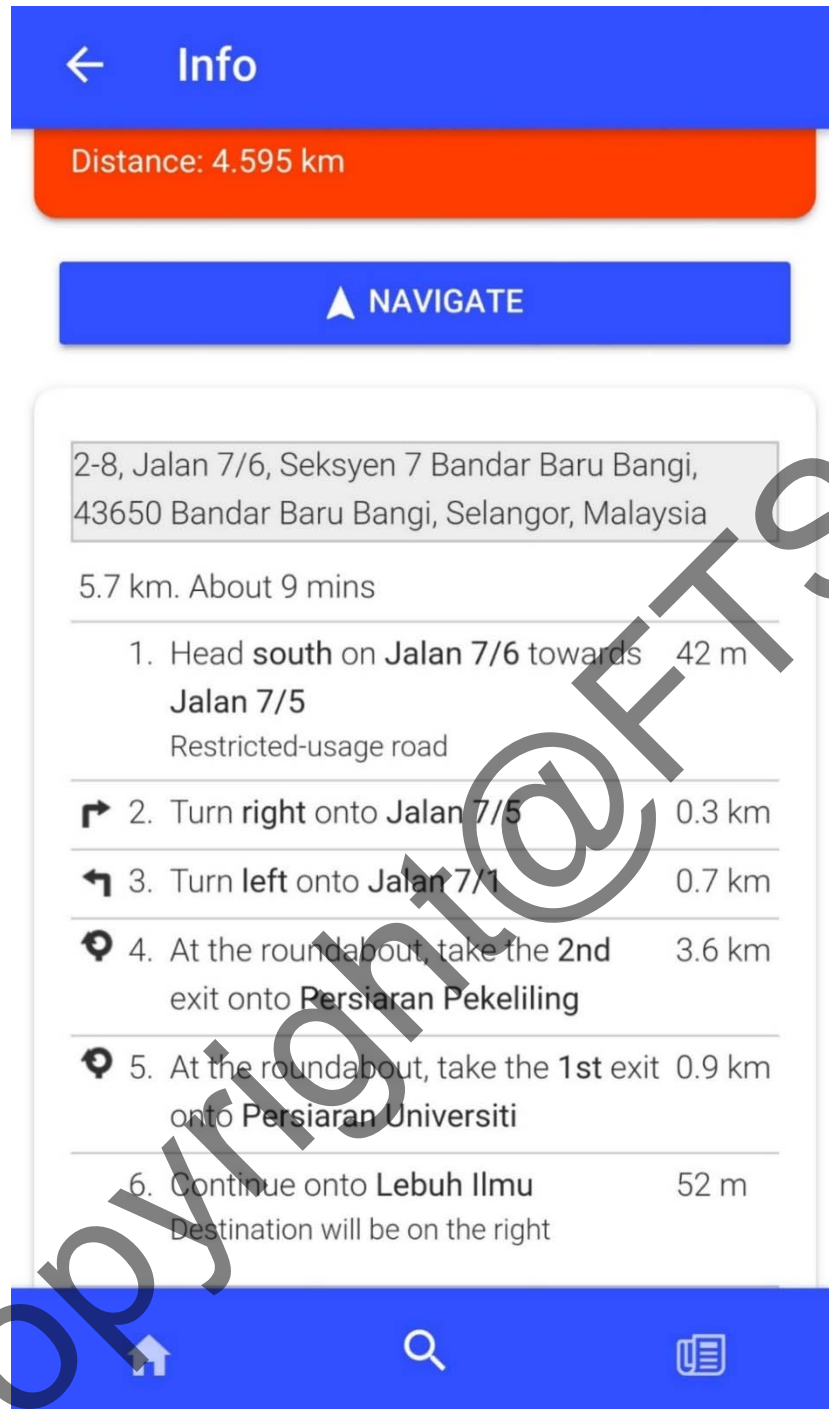 Info
Distance: 4.595 km
NAVIGATE
2-8, Jalan 7/6, Seksyen 7 Bandar Baru Bangi,
43650 Bandar Baru Bangi, Selangor, Malaysia
5.7 km. About 9 mins
1. Head south on Jalan 7/6 towards 42 m
Jalan 7/5
Restricted-usage road
2. Turn right onto Jalan 7/5 0.3 km
3. Turn left onto Jalan 7/1 0.7 km
4. At the roundabout, take the 2nd 3.6 km
exit onto Persiaran Pekeliling
5. At the roundabout, take the 1st exit 0.9 km
onto Persiaran Universiti
6. Continue onto Lebuh Ilmu 52 m
Destination will be on the right
opyright@FTS